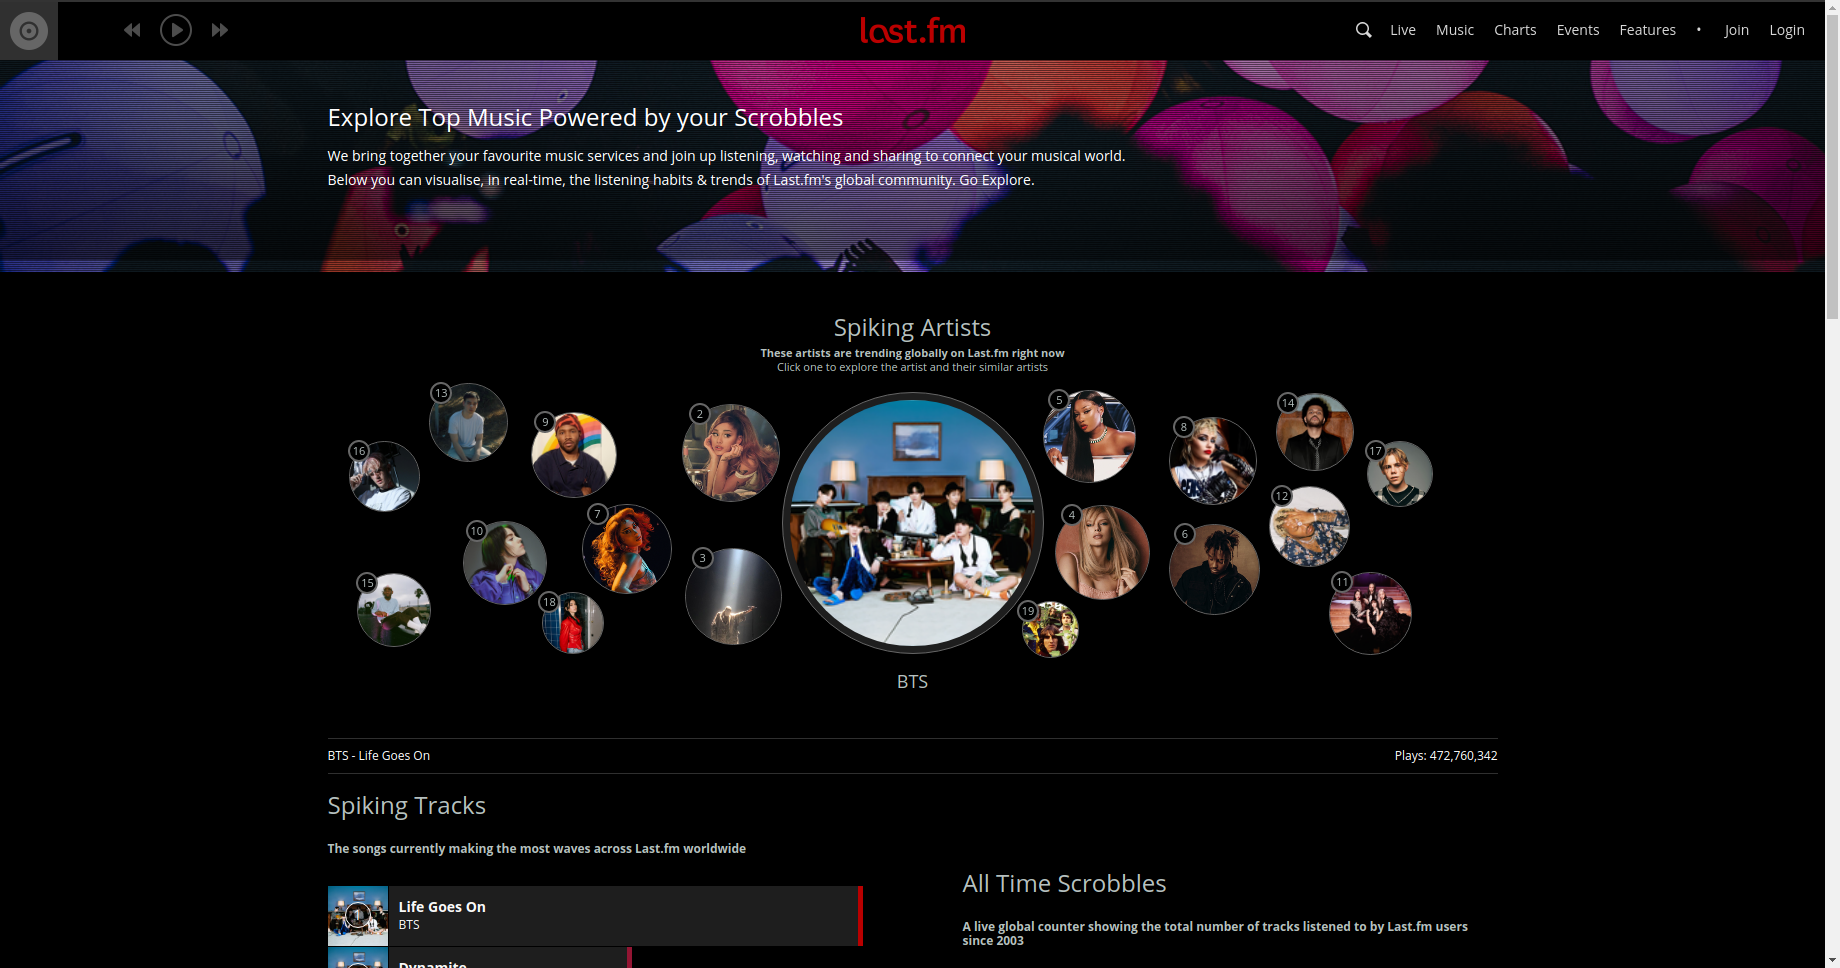 last.fm
Live Music Charts Events Features • Join Login
Explore Top Music Powered by your Scrobbles
We bring together your favourite music services and join up listening, watching and sharing to connect your musical world.
Below you can visualise, in real-time, the listening habits & trends of Last.fm's global community. Go Explore.
Spiking Artists
These artists are trending globally on Last.fm right now
Click one to explore the artist and their similar artists
13
9
2
5
8
14
16
17
10
7
3
4
6
12
15
18
19
11
BTS
BTS - Life Goes On
Plays: 472,760,342
Spiking Tracks
The songs currently making the most waves across Last.fm worldwide
Life Goes On
BTS
Dynamite
All Time Scrobbles
A live global counter showing the total number of tracks listened to by Last.fm users
since 2003